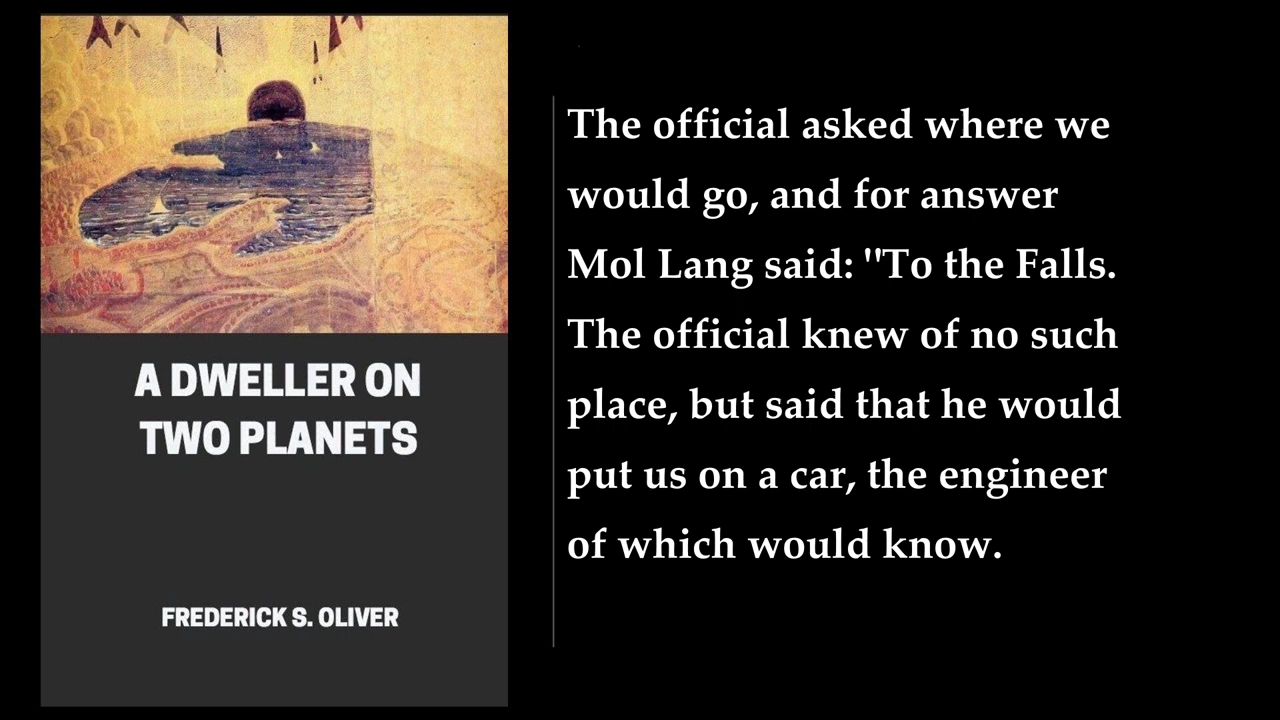 A DWELLER ON
TWO PLANETS
FREDERICK S. OLIVER
The official asked where we
would go, and for answer
Mol Lang said: "To the Falls.
The official knew of no such
place, but said that he would
put us on a car, the engineer
of which would know.